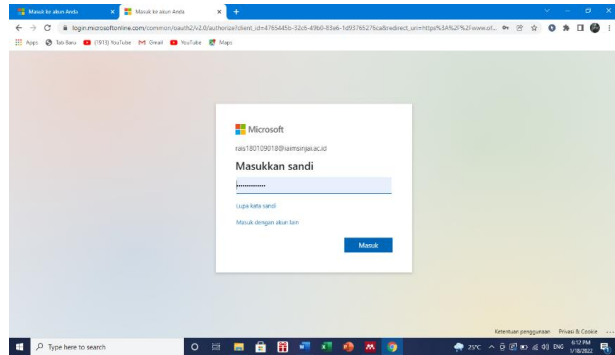 Masuk ke akun Anda
Masuk ke akun Anda
login.microsoftonline.com/common/oauth2/v2.0/authorize?client_id=4765445b-32c6-49b0-83e6-1d93765276ca&redirect_uri=https%3A%2F%2Fwww.of...
Apps
Tab Baru
(1911) YouTube
Gmail
YouTube
Maps
Microsoft
rais180109018@iaimsinjai.ac.id
Masukkan sandi
Lupa kata sandi
Masuk dengan akun lain
Masuk
Ketentuan penggunaan
Privasi & Cookie
...
Type here to search
25°C
ENG
6:12 PM
1/18/2022